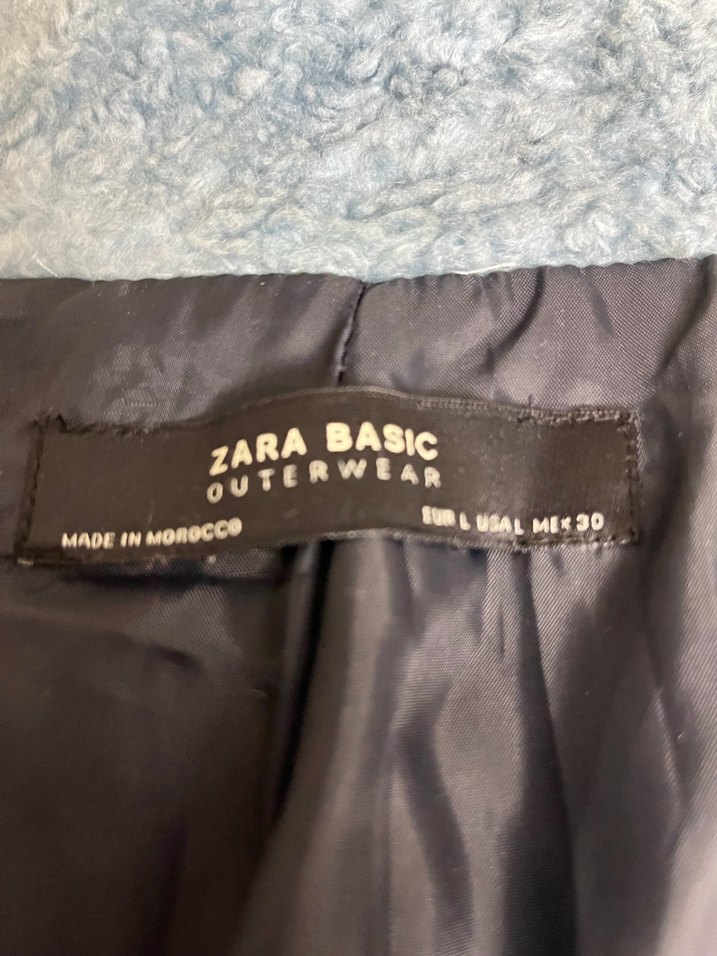 ZARA BASIC
OUTERWEAR
MADE IN MOROCCO
EUR L USA L MEX 30